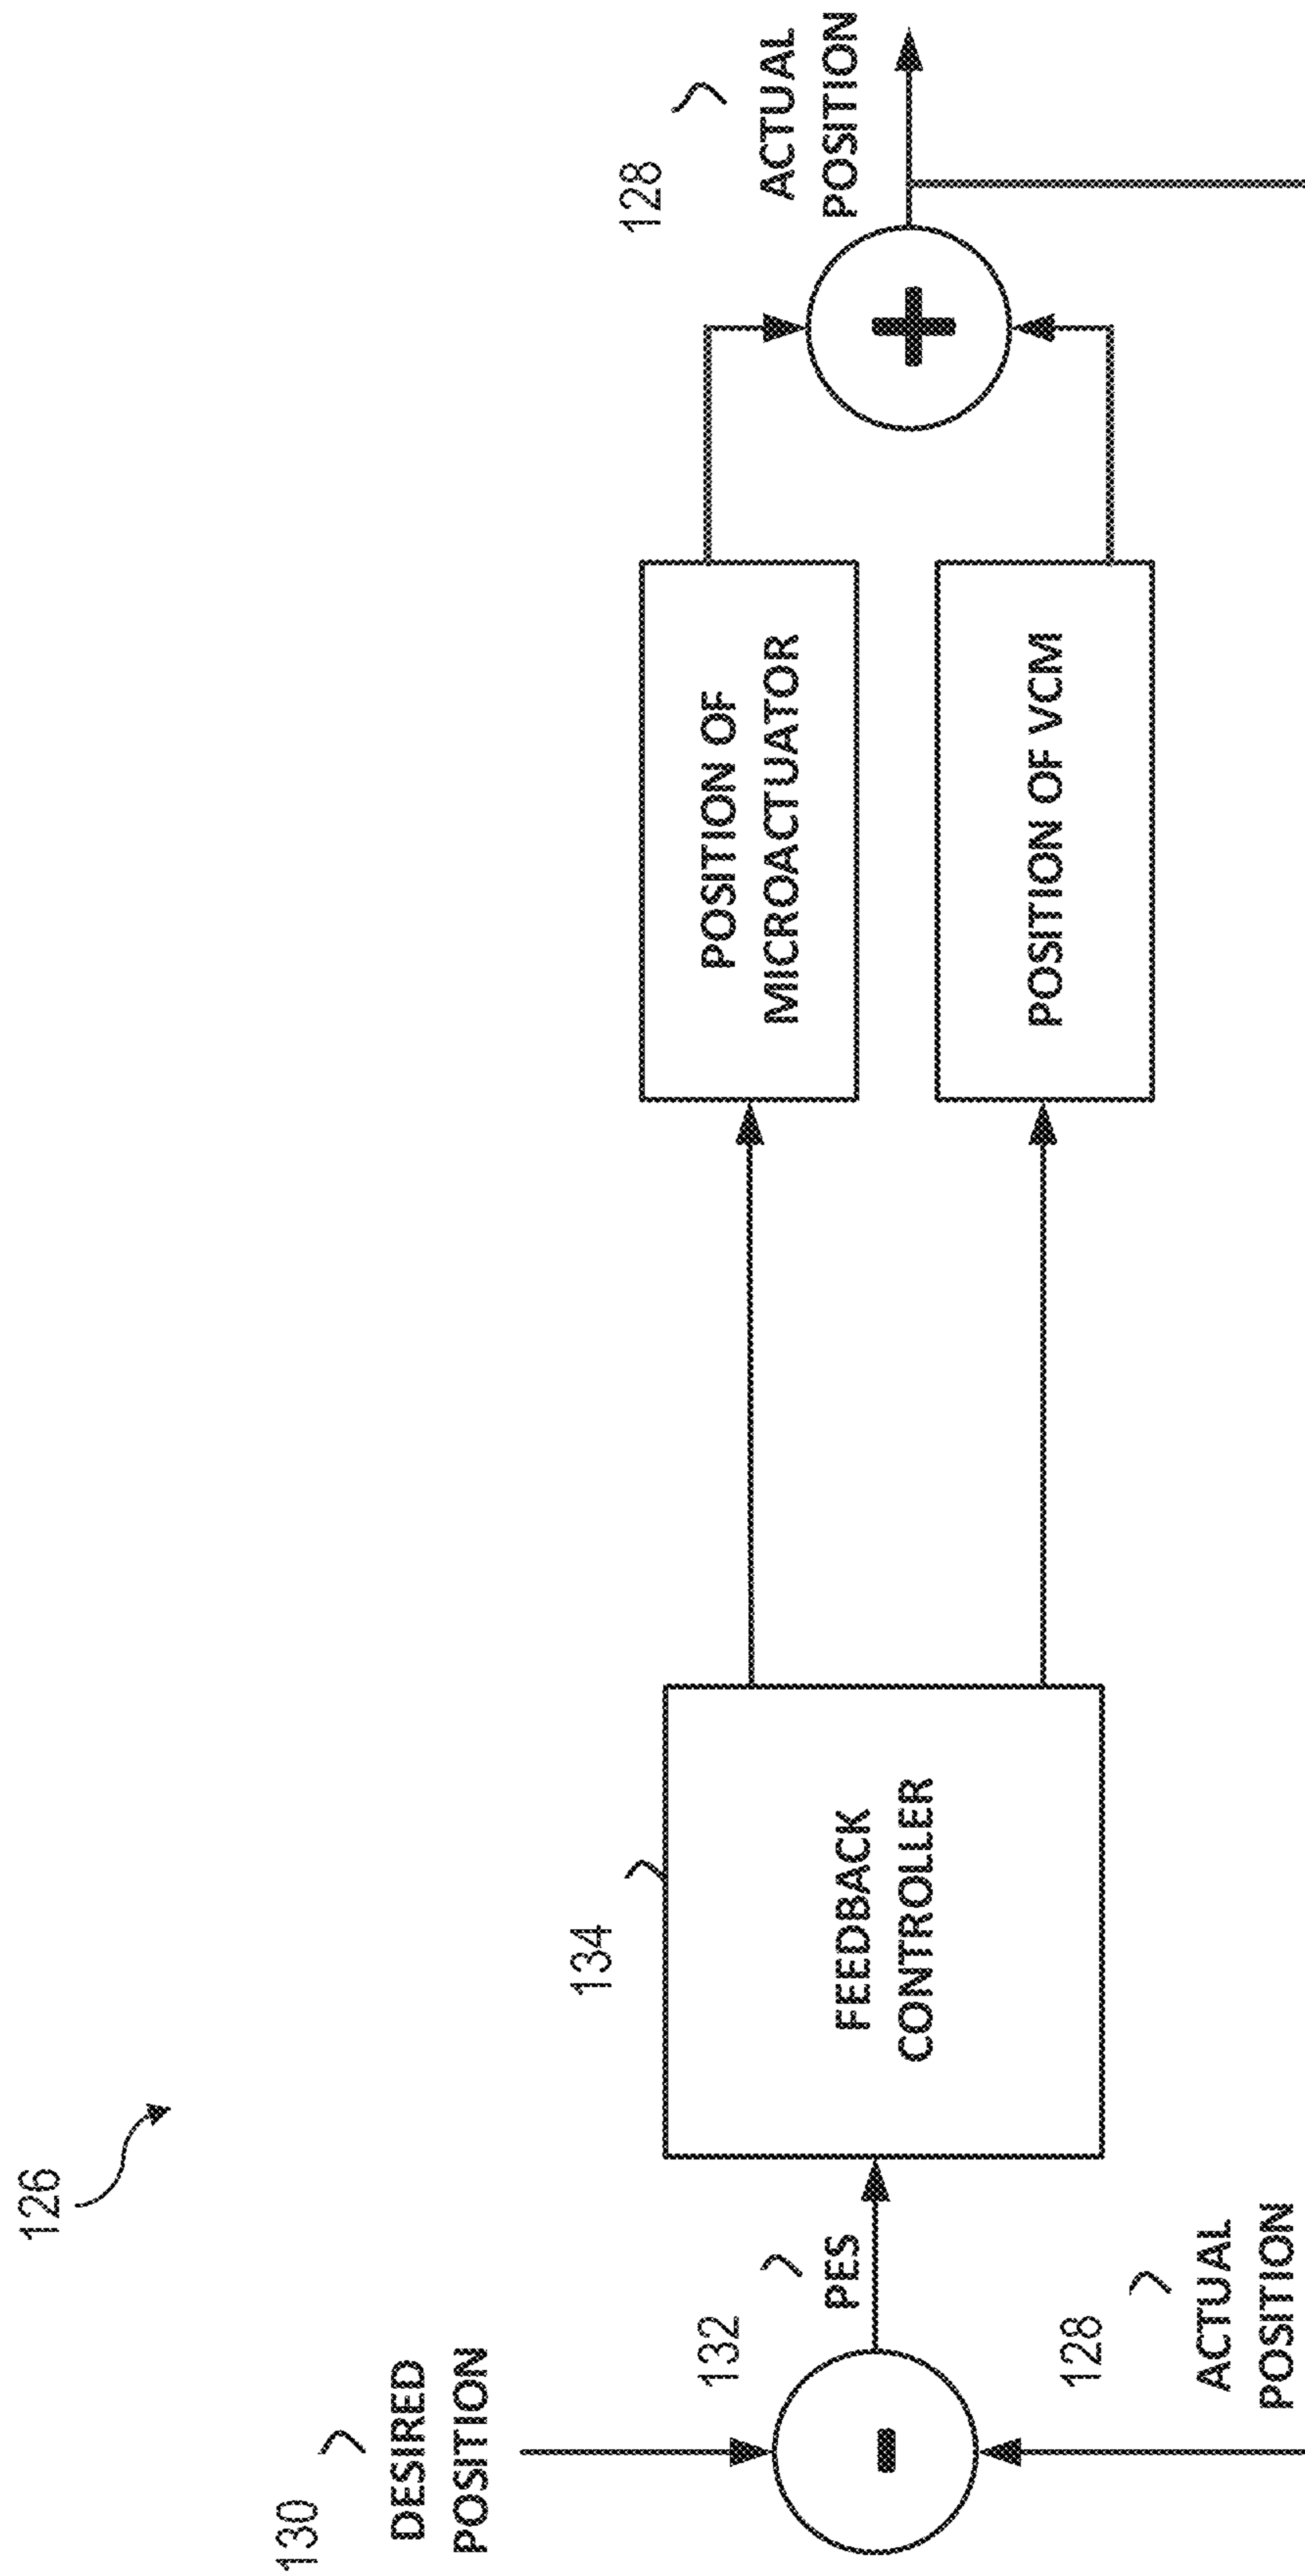 126
130
DESIRED
POSITION
132
PES
128
ACTUAL
POSITION
134
FEEDBACK
CONTROLLER
POSITION OF
MICROACTUATOR
POSITION OF VCM
128
ACTUAL
POSITION
+
-